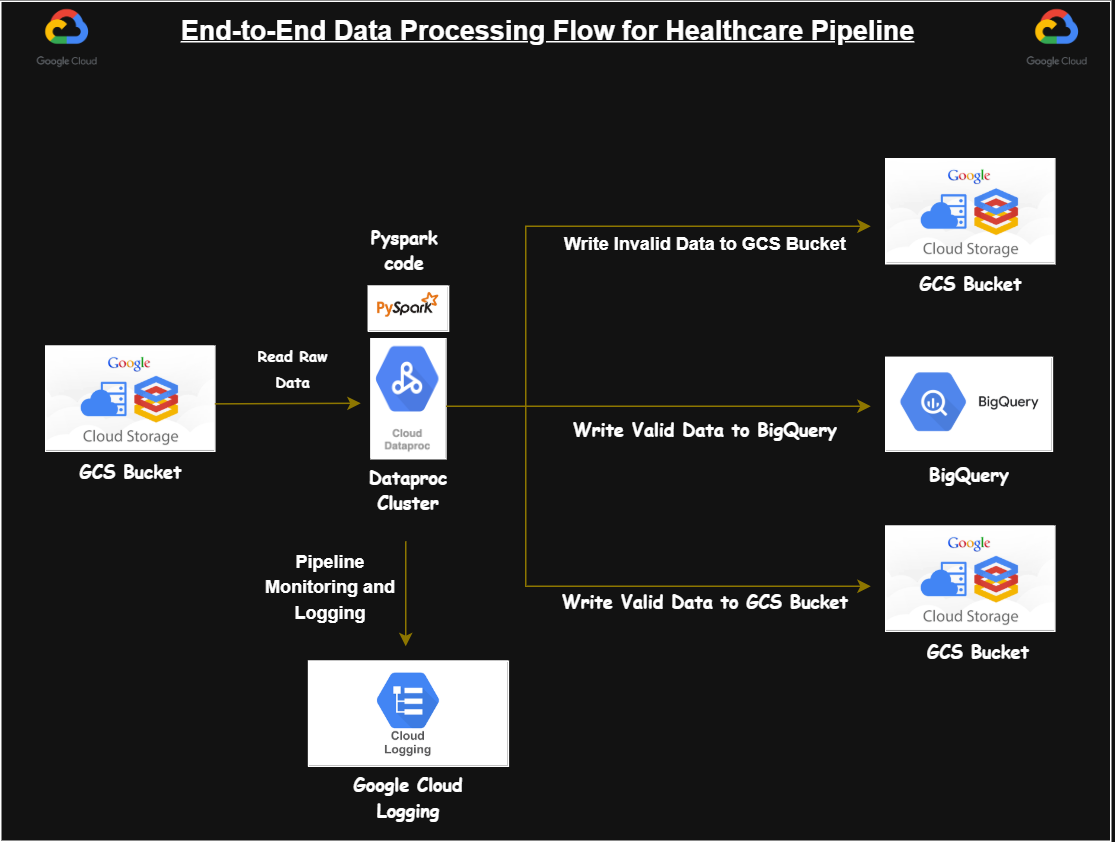 Google Cloud
End-to-End Data Processing Flow for Healthcare Pipeline
Google Cloud
Google
Cloud Storage
GCS Bucket
Read Raw
Data
Pyspark
code
PySpark
Cloud
Dataproc
Dataproc
Cluster
Write Invalid Data to GCS Bucket
Google
Cloud Storage
GCS Bucket
Write Valid Data to BigQuery
BigQuery
BigQuery
Write Valid Data to GCS Bucket
Google
Cloud Storage
GCS Bucket
Pipeline
Monitoring and
Logging
Cloud
Logging
Google Cloud
Logging